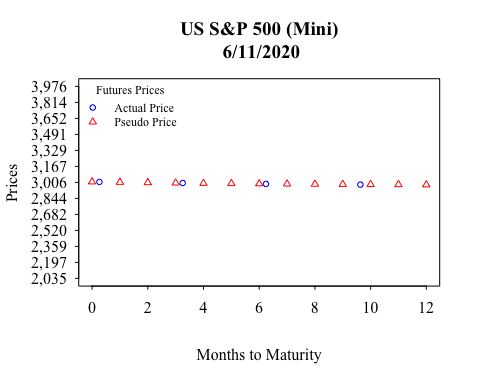 US S&P 500 (Mini)
6/11/2020
Futures Prices
Actual Price
Pseudo Price
Prices
3,976
3,814
3,652
3,491
3,329
3,167
3,006
2,844
2,682
2,520
2,359
2,197
2,035
0 2 4 6 8 10 12
Months to Maturity